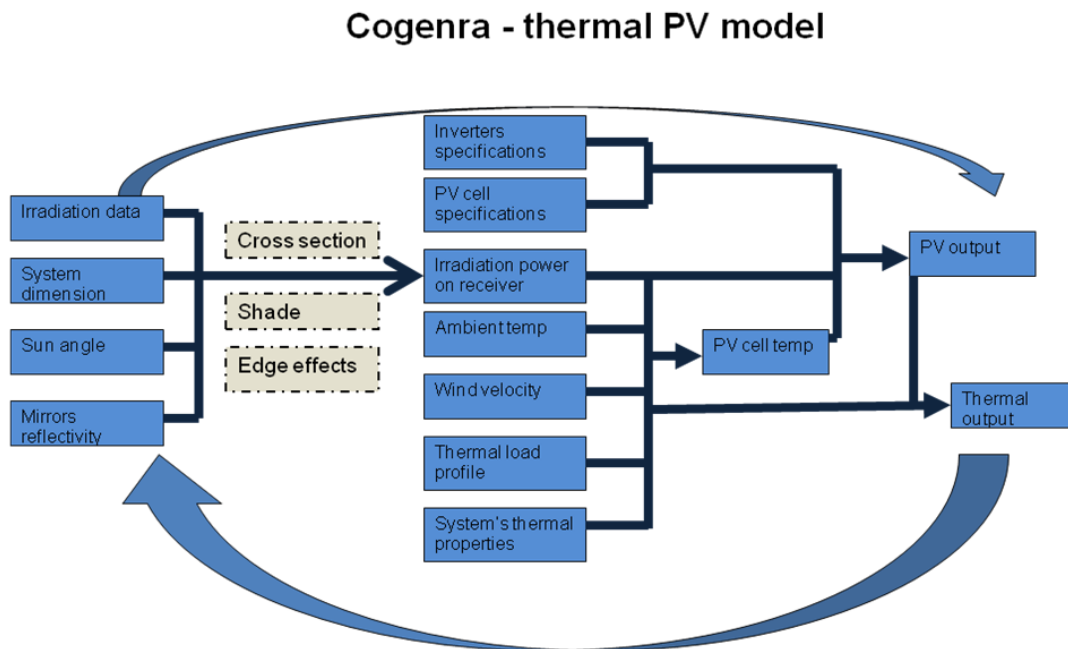 Cogenra - thermal PV model
Irradiation data
System
dimension
Sun angle
Mirrors
reflectivity
Cross section
Shade
Edge effects
Inverters
specifications
PV cell
specifications
Irradiation power
on receiver
Ambient temp
Wind velocity
Thermal load
profile
System's thermal
properties
PV cell temp
PV output
Thermal
output